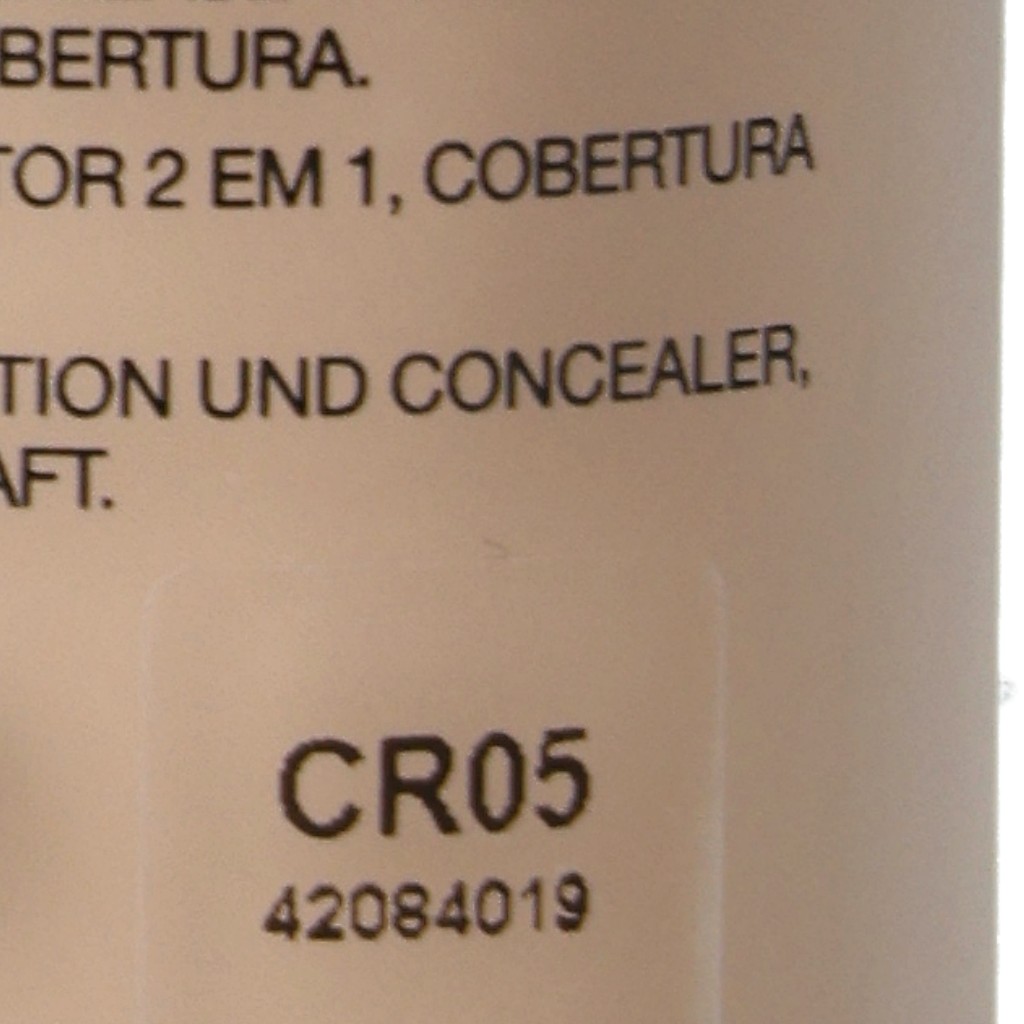 BERTURA.
TOR 2 EM 1, COBERTURA
TION UND CONCEALER,
AFT.
CR05
42084019